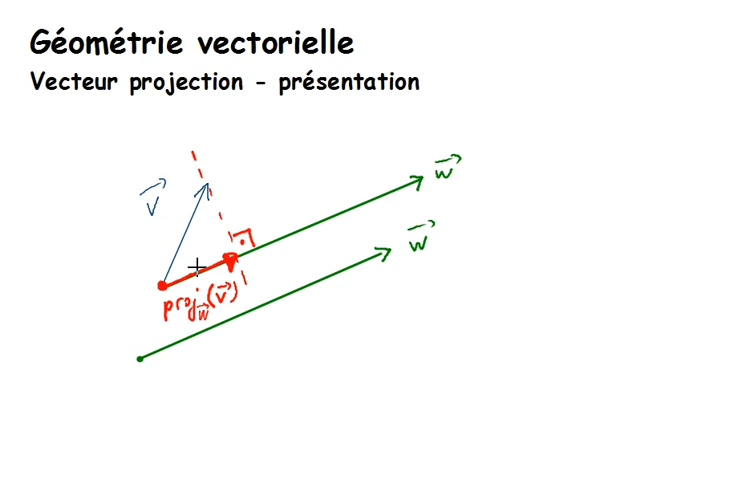 Géométrie vectorielle
Vecteur projection - présentation
w⃗
v⃗
w⃗
proj_w⃗(v⃗)